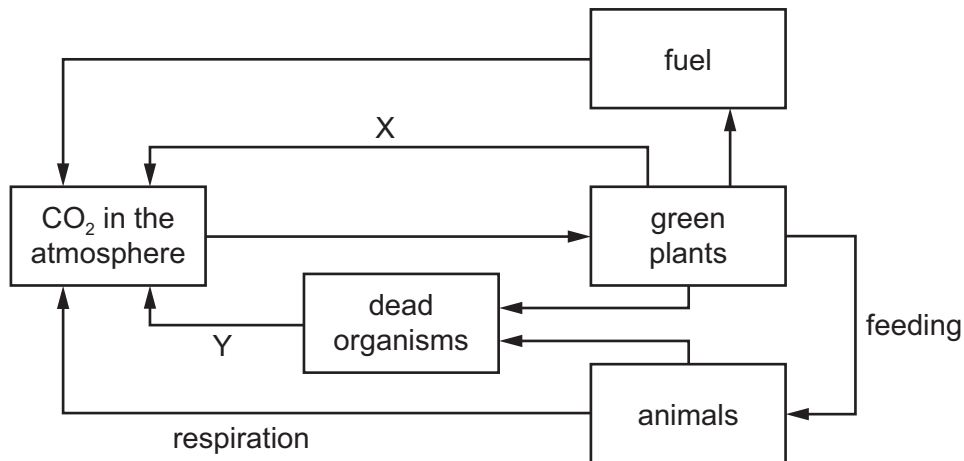 fuel
X
CO₂ in the
atmosphere
green
plants
dead
organisms
feeding
Y
animals
respiration